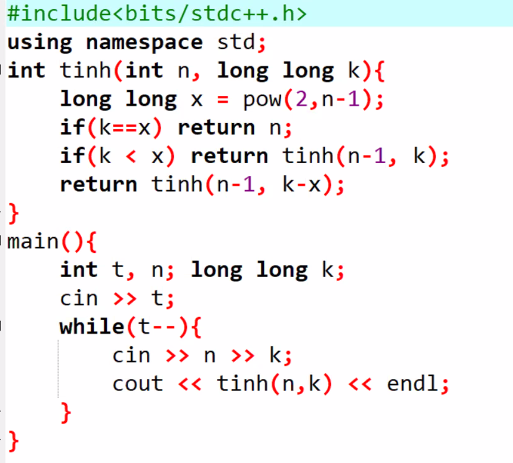 #include<bits/stdc++.h>
using namespace std;
int tinh(int n, long long k){
    long long x = pow(2,n-1);
    if(k==x) return n;
    if(k < x) return tinh(n-1, k);
    return tinh(n-1, k-x);
}
main(){
    int t, n; long long k;
    cin >> t;
    while(t--){
        cin >> n >> k;
        cout << tinh(n,k) << endl;
    }
}